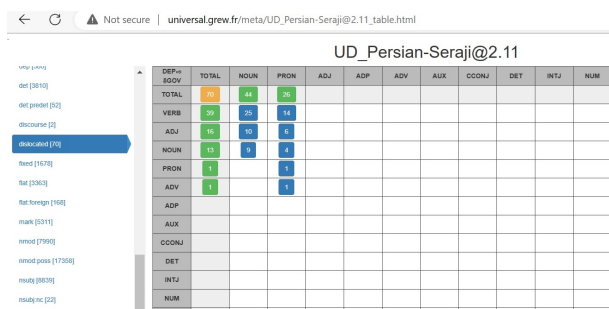 Not secure | universal.grew.fr/meta/UD_Persian-Seraji@2.11_table.html
UD_Persian-Seraji@2.11
det [3810]
det:predet [52]
discourse [2]
dislocated [70]
fixed [1678]
flat [3363]
flat:foreign [168]
mark [5311]
nmod [7990]
nmod:poss [17358]
nsubj [8839]
nsubj:nc [22]
TOTAL NOUN PRON ADJ ADP ADV AUX CCONJ DET INTJ NUM
TOTAL 70 44 26
VERB 39 25 14
ADJ 16 10 6
NOUN 13 9 4
PRON 1 1
ADV 1 1
ADP
AUX
CCONJ
DET
INTJ
NUM